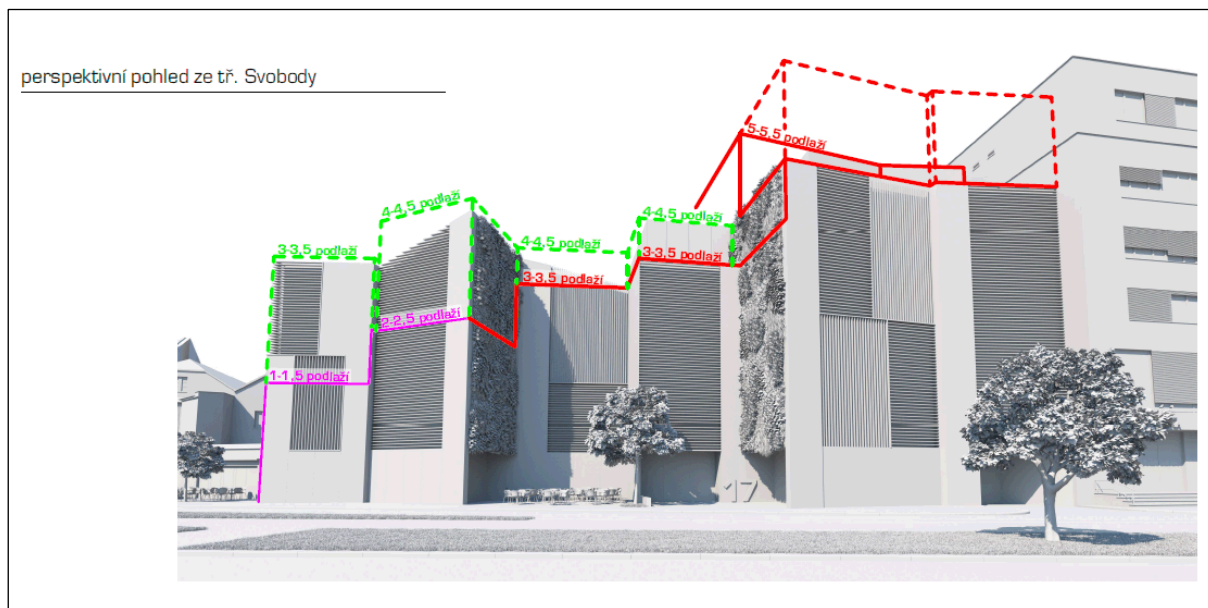 perspektivní pohled ze tř. Svobody
5-5,5 podlaží
4-4,5 podlaží
4-4,5 podlaží
3-3,5 podlaží
4-4,5 podlaží
3-3,5 podlaží
3-3,5 podlaží
2-2,5 podlaží
1-1,5 podlaží
17